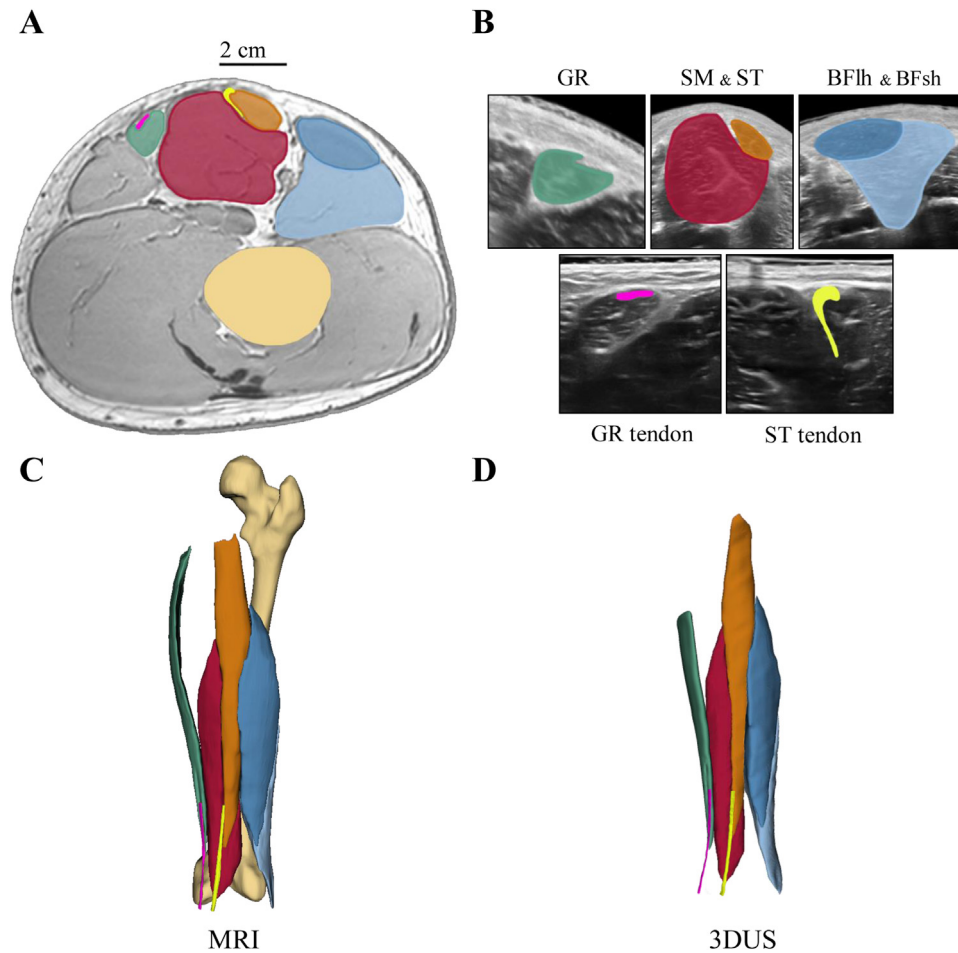 A
B
2 cm
GR
SM & ST
BFlh & BFsh
GR tendon
ST tendon
C
D
MRI
3DUS